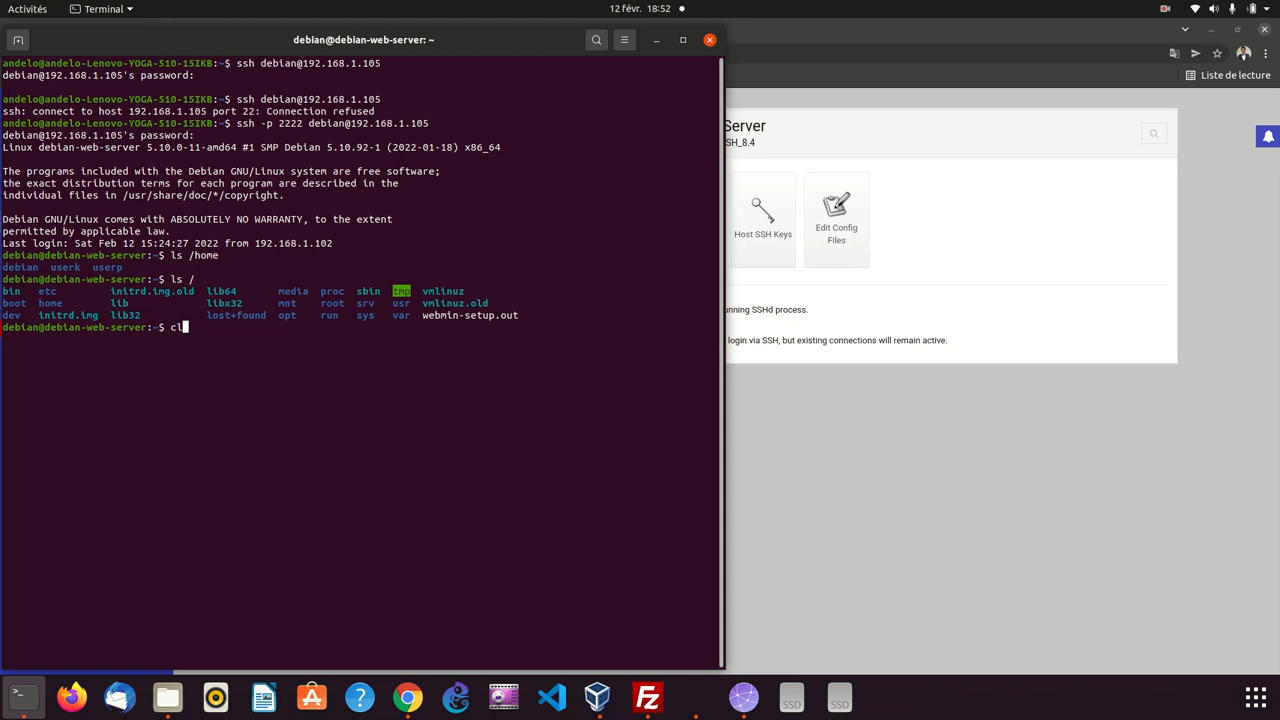 Activités
Terminal
12 févr. 18:52
debian@debian-web-server: ~
andelo@andelo-Lenovo-YOGA-510-15IKB:~$ ssh debian@192.168.1.105
debian@192.168.1.105's password:
andelo@andelo-Lenovo-YOGA-510-15IKB:~$ ssh debian@192.168.1.105
ssh: connect to host 192.168.1.105 port 22: Connection refused
andelo@andelo-Lenovo-YOGA-510-15IKB:~$ ssh -p 2222 debian@192.168.1.105
debian@192.168.1.105's password:
Linux debian-web-server 5.10.0-11-amd64 #1 SMP Debian 5.10.92-1 (2022-01-18) x86_64
The programs included with the Debian GNU/Linux system are free software;
the exact distribution terms for each program are described in the
individual files in /usr/share/doc/*/copyright.
Debian GNU/Linux comes with ABSOLUTELY NO WARRANTY, to the extent
permitted by applicable law.
Last login: Sat Feb 12 15:24:27 2022 from 192.168.1.102
debian@debian-web-server:~$ ls /home
debian userk userp
debian@debian-web-server:~$ ls /
bin etc initrd.img.old lib64 media proc sbin tmp vmlinuz
boot home lib libx32 mnt root srv usr vmlinuz.old
dev initrd.img lib32 lost+found opt run sys var webmin-setup.out
debian@debian-web-server:~$ cl
Liste de lecture
Server
SH_8.4
Host SSH Keys
Edit Config
Files
unning SSHd process.
login via SSH, but existing connections will remain active.
SSD
SSD